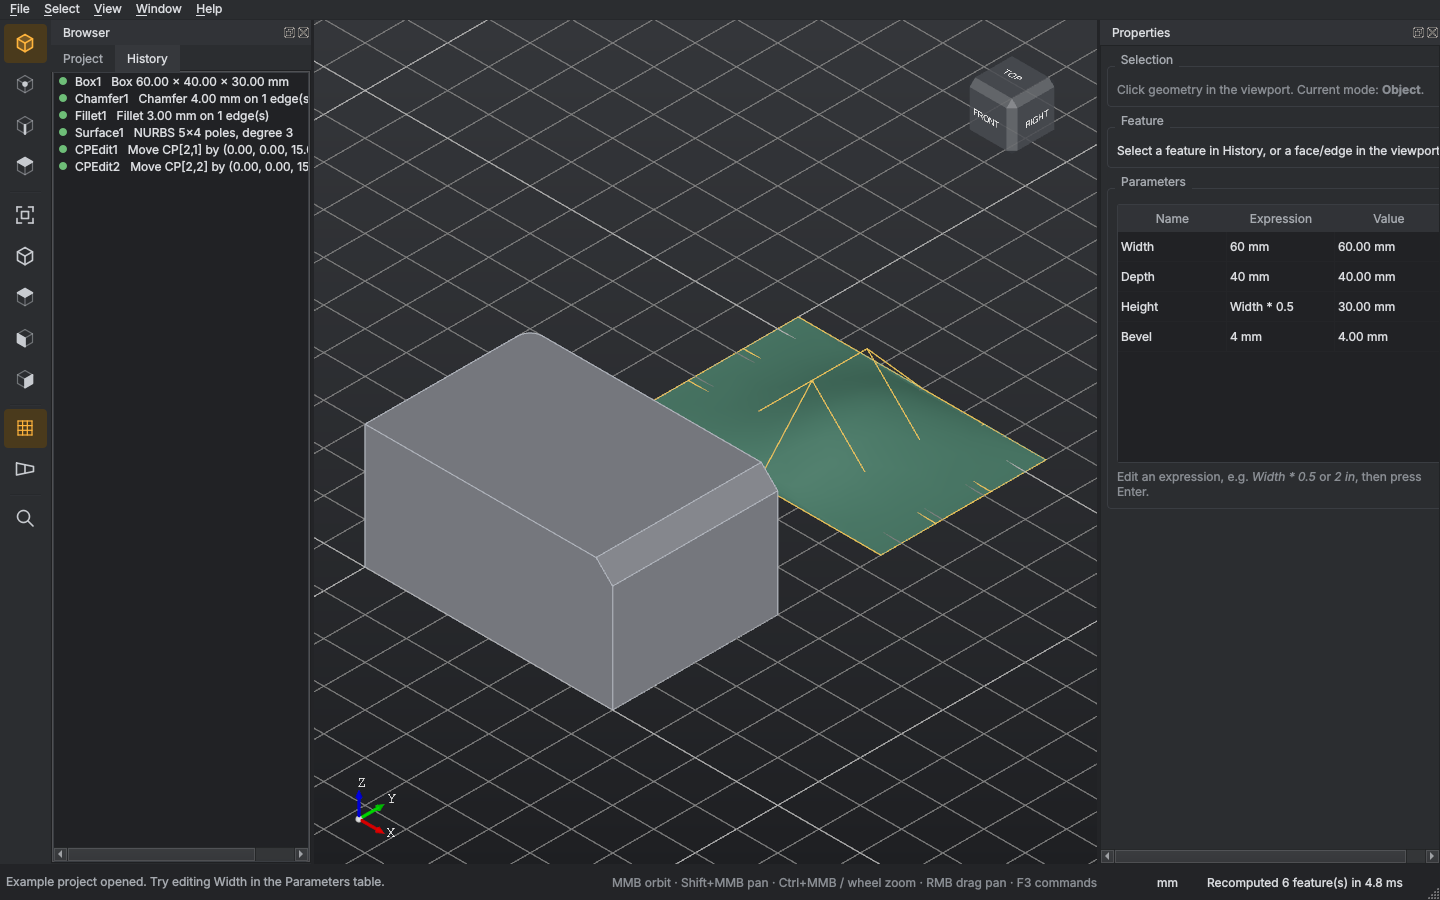 File Select View Window Help
Browser
Project History
Box1 Box 60.00 × 40.00 × 30.00 mm
Chamfer1 Chamfer 4.00 mm on 1 edge(s
Fillet1 Fillet 3.00 mm on 1 edge(s)
Surface1 NURBS 5×4 poles, degree 3
CPEdit1 Move CP[2,1] by (0.00, 0.00, 15.
CPEdit2 Move CP[2,2] by (0.00, 0.00, 15
TOP
FRONT
RIGHT
Z
Y
X
Properties
Selection
Click geometry in the viewport. Current mode: Object.
Feature
Select a feature in History, or a face/edge in the viewport
Parameters
Name Expression Value
Width 60 mm 60.00 mm
Depth 40 mm 40.00 mm
Height Width * 0.5 30.00 mm
Bevel 4 mm 4.00 mm
Edit an expression, e.g. Width * 0.5 or 2 in, then press
Enter.
Example project opened. Try editing Width in the Parameters table.
MMB orbit · Shift+MMB pan · Ctrl+MMB / wheel zoom · RMB drag pan · F3 commands
mm
Recomputed 6 feature(s) in 4.8 ms